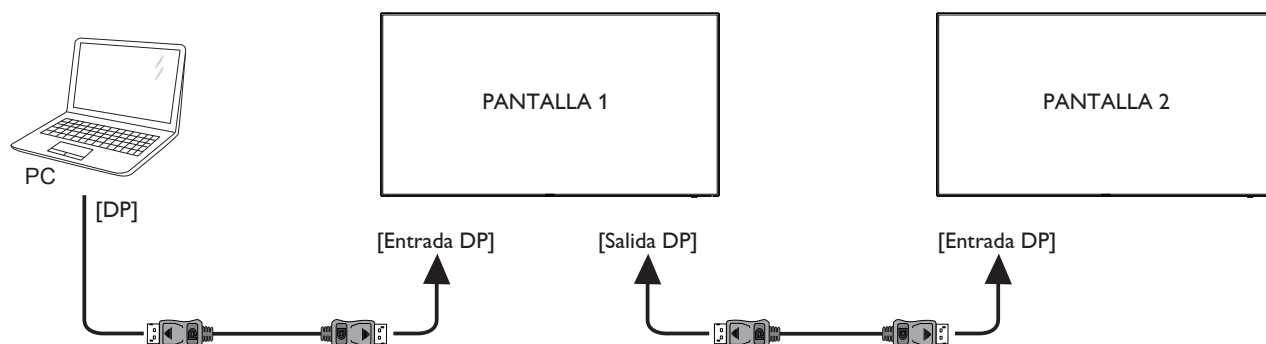 PANTALLA 1
PANTALLA 2
PC
[DP]
[Entrada DP]
[Salida DP]
[Entrada DP]